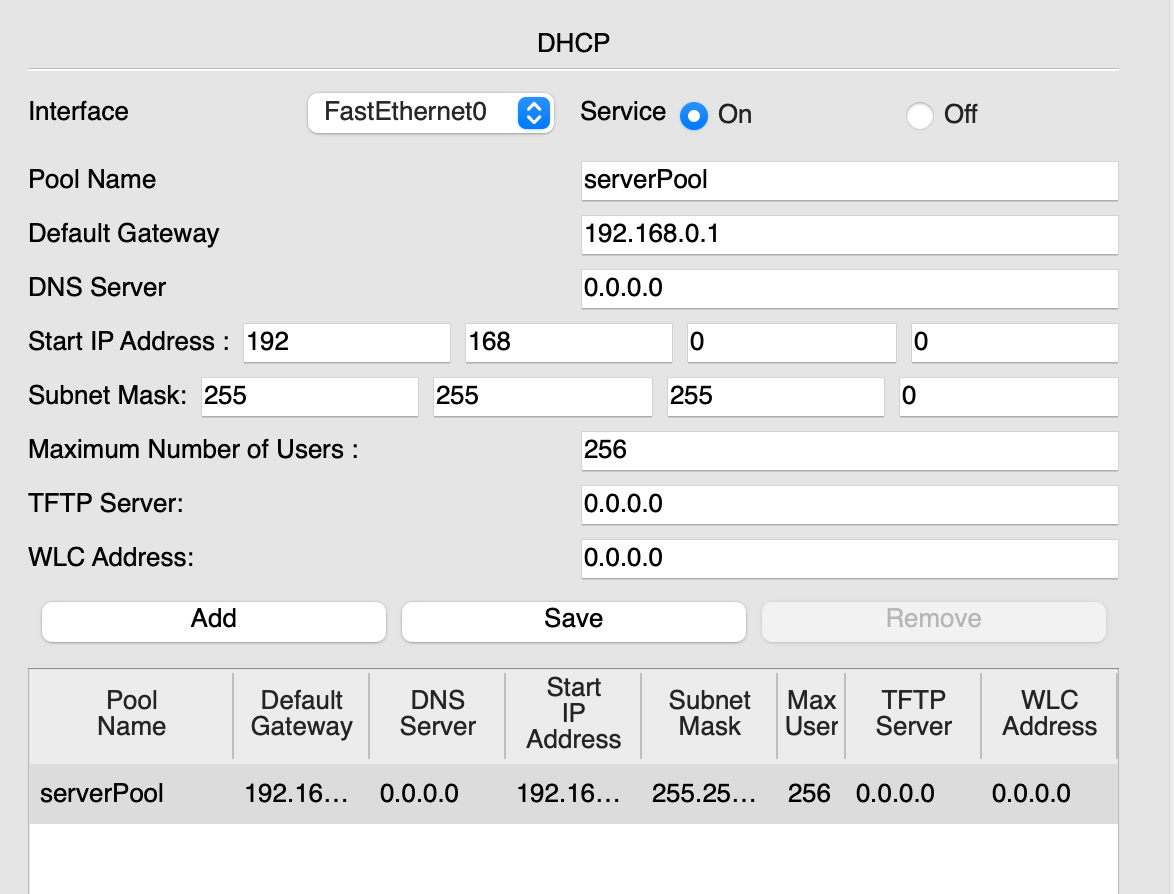 DHCP
Interface FastEthernet0 Service On Off
Pool Name serverPool
Default Gateway 192.168.0.1
DNS Server 0.0.0.0
Start IP Address : 192 168 0 0
Subnet Mask: 255 255 255 0
Maximum Number of Users : 256
TFTP Server: 0.0.0.0
WLC Address: 0.0.0.0
Add Save Remove
Pool Name Default Gateway DNS Server Start IP Address Subnet Mask Max User TFTP Server WLC Address
serverPool 192.16... 0.0.0.0 192.16... 255.25... 256 0.0.0.0 0.0.0.0